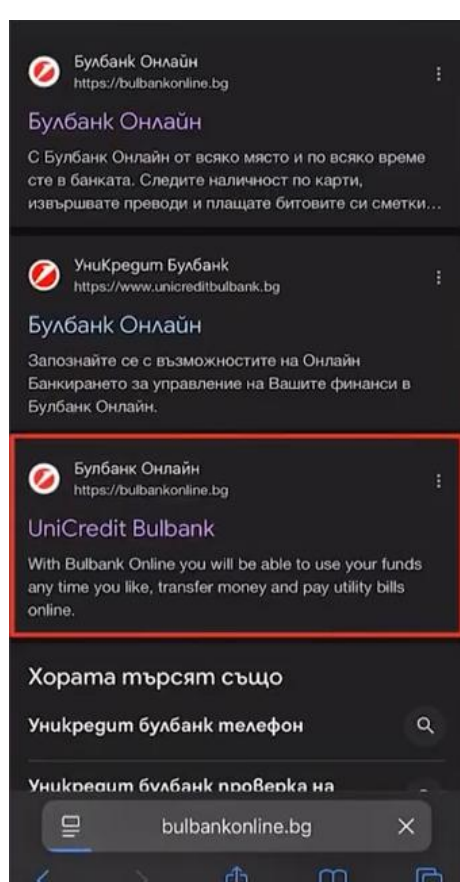 Булбанк Онлайн
https://bulbankonline.bg
Булбанк Онлайн
С Булбанк Онлайн от всяко място и по всяко време
сте в банката. Следите наличност по карти,
извършвате преводи и плащате битовите си сметки...
УниКредит Булбанк
https://www.unicreditbulbank.bg
Булбанк Онлайн
Запознайте се с възможностите на Онлайн
Банкирането за управление на Вашите финанси в
Булбанк Онлайн.
Булбанк Онлайн
https://bulbankonline.bg
UniCredit Bulbank
With Bulbank Online you will be able to use your funds
any time you like, transfer money and pay utility bills
online.
Хората търсят също
Уникредит булбанк телефон
Уникредит булбанк проверка на
bulbankonline.bg